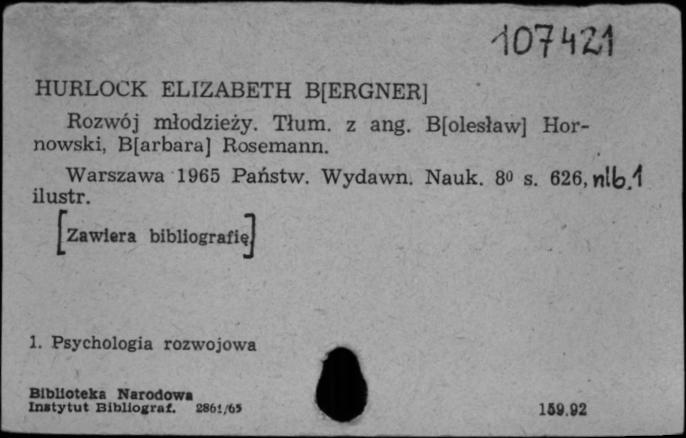 107421
HURLOCK ELIZABETH B[ERGNER]
Rozwój młodzieży. Tłum. z ang. B[olesław] Hor-
nowski, B[arbara] Rosemann.
Warszawa 1965 Państw. Wydawn. Nauk. 8⁰ s. 626, nlb.1
ilustr.
[Zawiera bibliografię]
1. Psychologia rozwojowa
Biblioteka Narodowa
Instytut Bibliograf. 2861/65
159.92